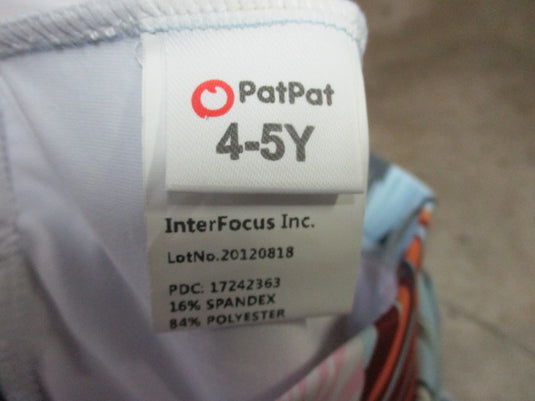 PatPat
4-5Y
InterFocus Inc.
LotNo.20120818
PDC: 17242363
16% SPANDEX
84% POLYESTER